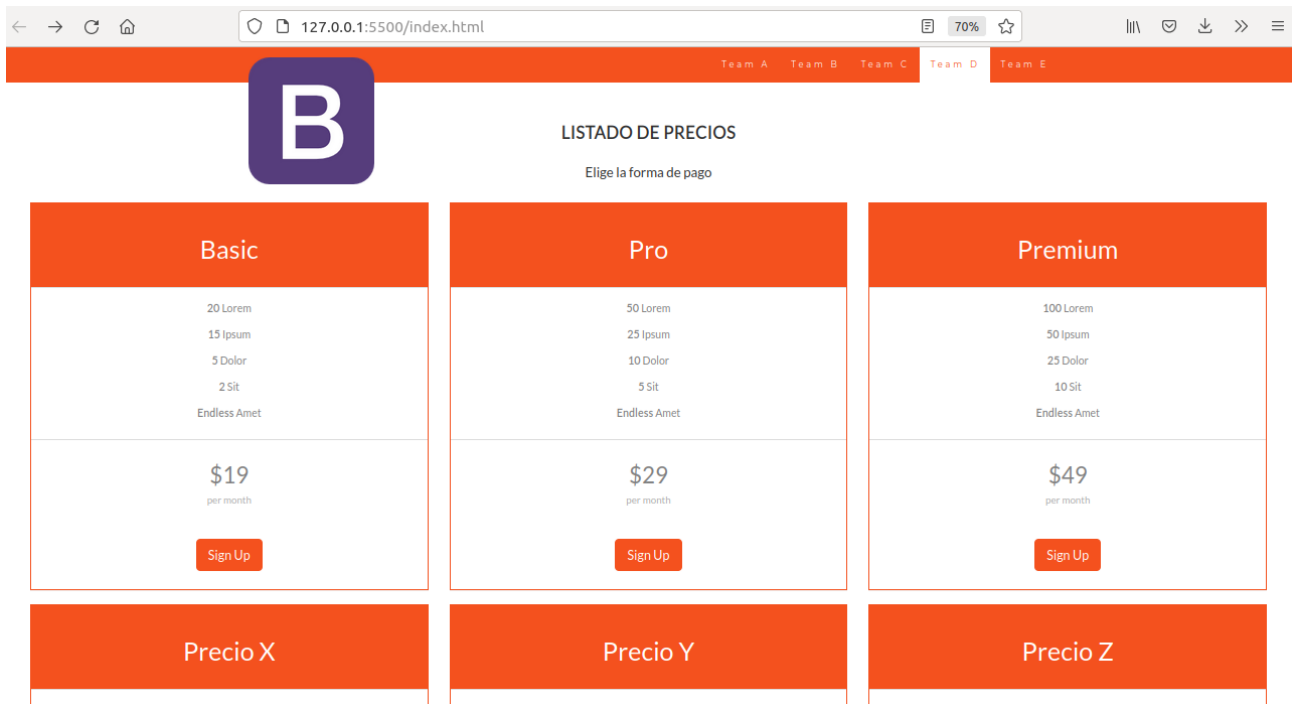 127.0.0.1:5500/index.html 70%
Team A Team B Team C Team D Team E
B
LISTADO DE PRECIOS
Elige la forma de pago
Basic
20 Lorem
15 Ipsum
5 Dolor
2 Sit
Endless Amet
$19
per month
Sign Up
Pro
50 Lorem
25 Ipsum
10 Dolor
5 Sit
Endless Amet
$29
per month
Sign Up
Premium
100 Lorem
50 Ipsum
25 Dolor
10 Sit
Endless Amet
$49
per month
Sign Up
Precio X
Precio Y
Precio Z